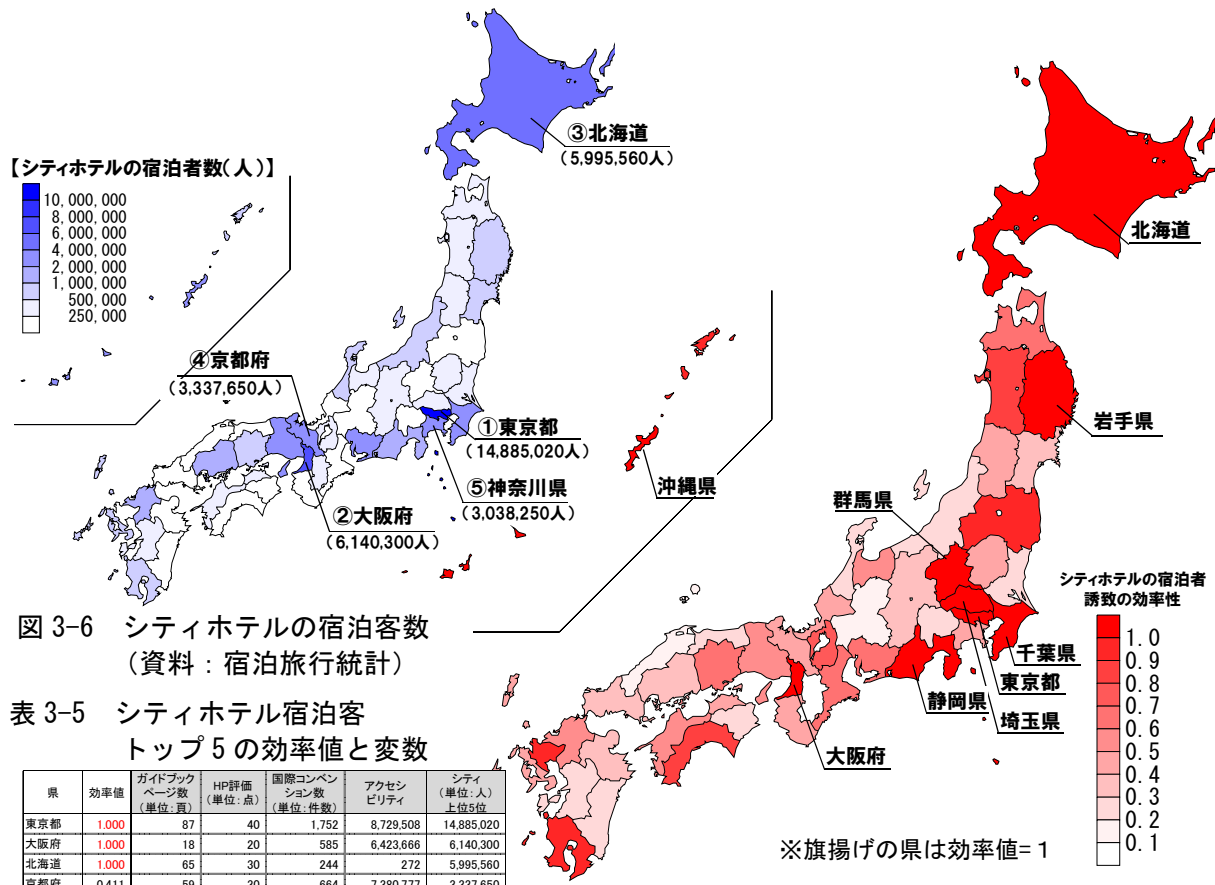 【シティホテルの宿泊者数(人)】
10,000,000
8,000,000
6,000,000
4,000,000
2,000,000
1,000,000
500,000
250,000
③北海道
(5,995,560人)
④京都府
(3,337,650人)
①東京都
(14,885,020人)
⑤神奈川県
(3,038,250人)
②大阪府
(6,140,300人)
図 3-6 シティホテルの宿泊客数
(資料:宿泊旅行統計)
北海道
岩手県
沖縄県
群馬県
千葉県
東京都
静岡県
埼玉県
大阪府
シティホテルの宿泊者
誘致の効率性
1.0
0.9
0.8
0.7
0.6
0.5
0.4
0.3
0.2
0.1
※旗揚げの県は効率値=1
表 3-5 シティホテル宿泊客
トップ 5 の効率値と変数
県 効率値 ガイドブックページ数(単位:頁) HP評価(単位:点) 国際コンベンション数(単位:件数) アクセシビリティ シティ(単位:人)上位5位
東京都 1.000 87 40 1,752 8,729,508 14,885,020
大阪府 1.000 18 20 585 6,423,666 6,140,300
北海道 1.000 65 30 244 272 5,995,560
京都府 0.411 59 20 664 7,280,777 3,337,650